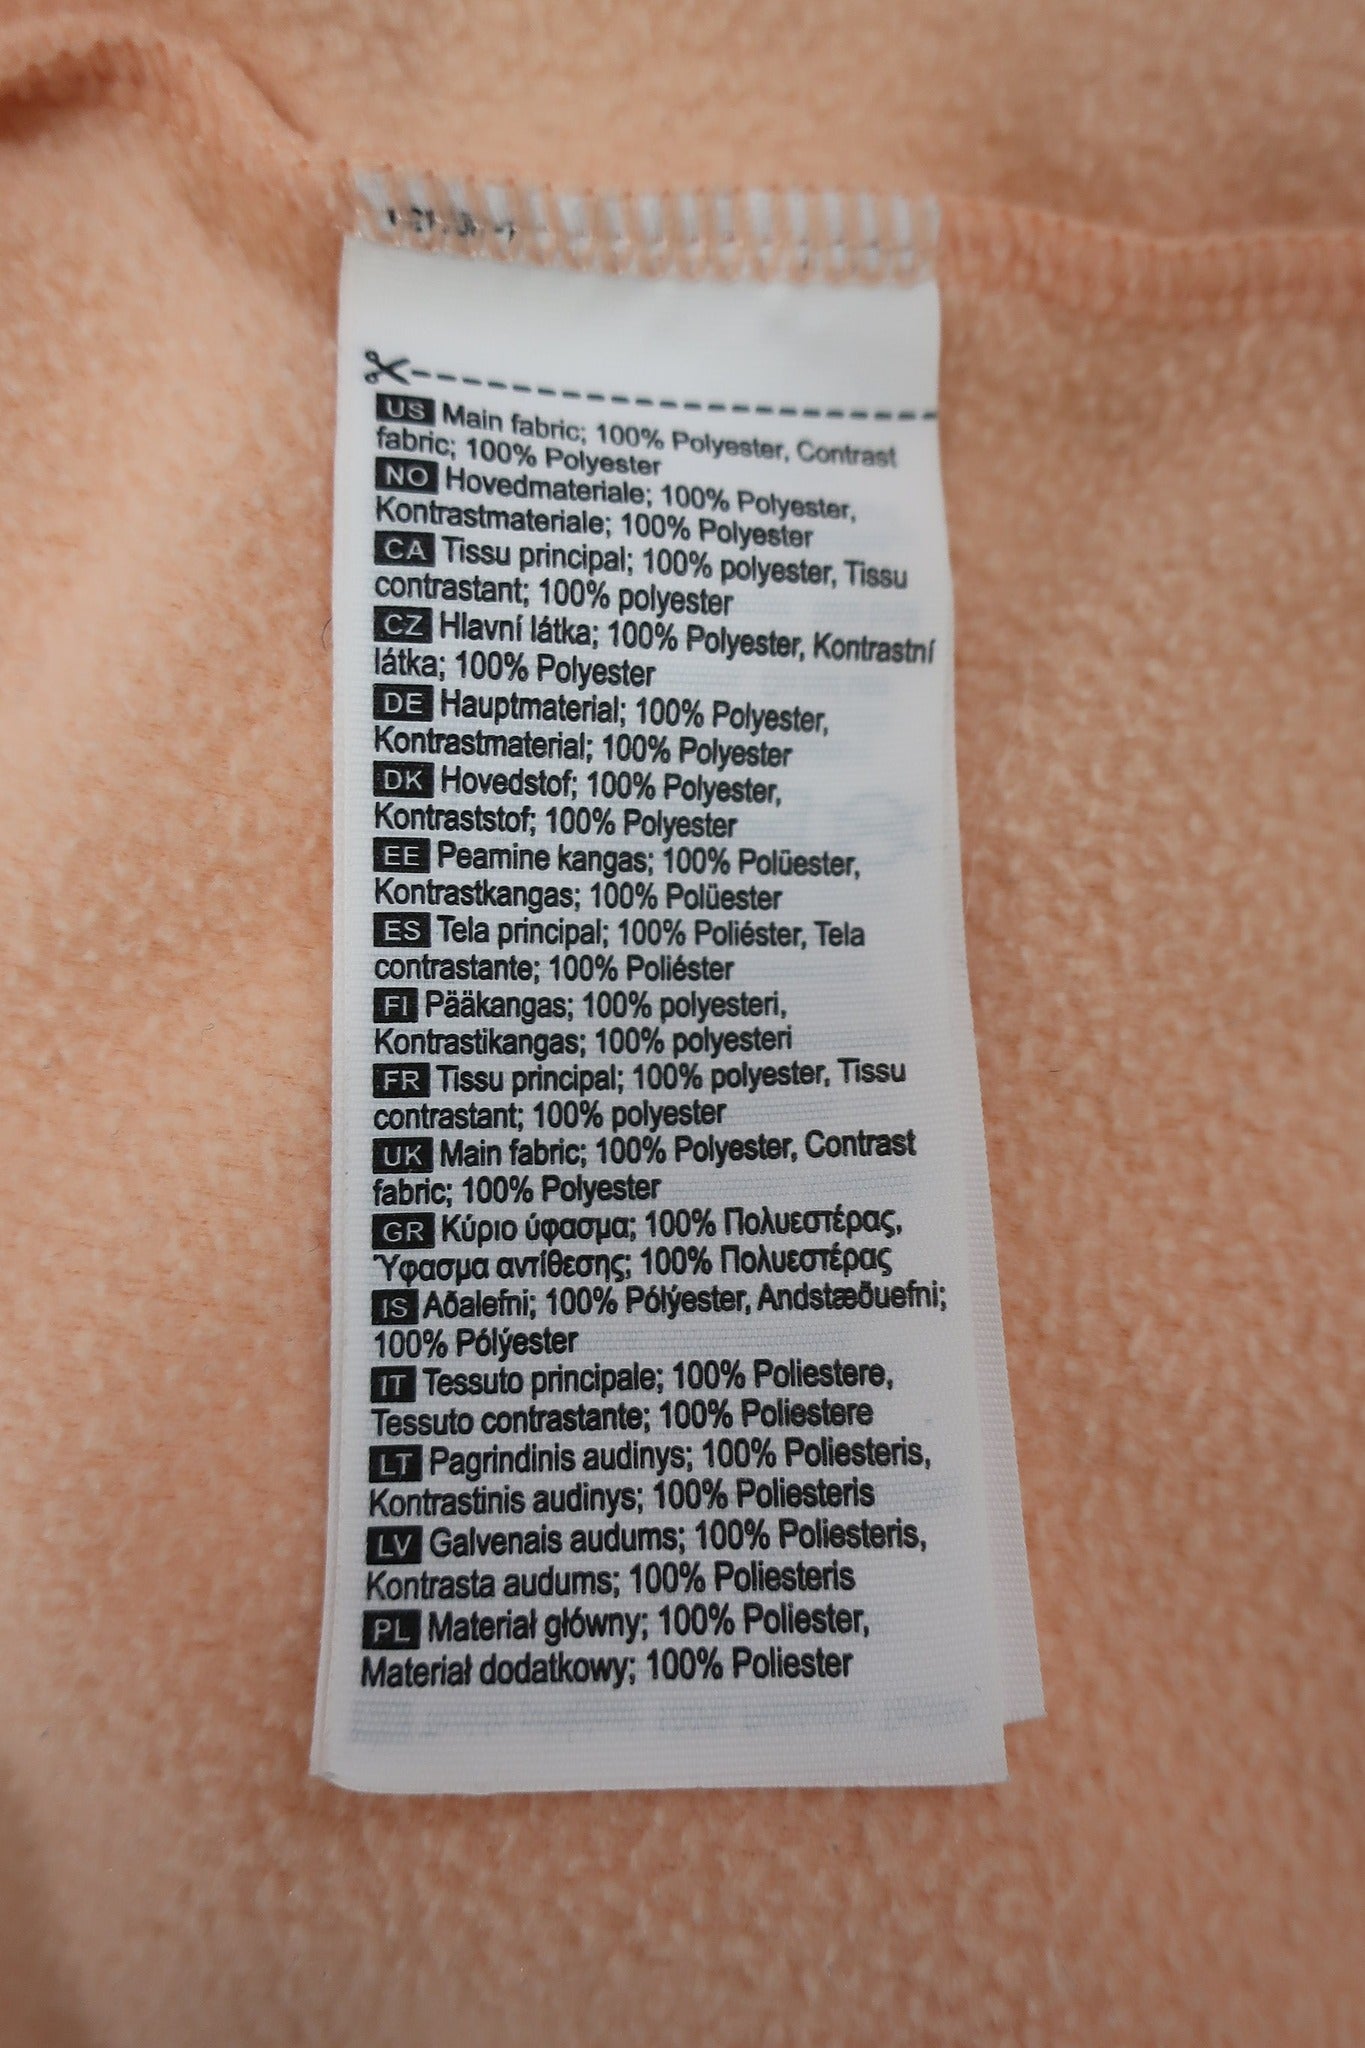 US Main fabric; 100% Polyester, Contrast
fabric; 100% Polyester
NO Hovedmateriale; 100% Polyester,
Kontrastmateriale; 100% Polyester
CA Tissu principal; 100% polyester, Tissu
contrastant; 100% polyester
CZ Hlavní látka; 100% Polyester, Kontrastní
látka; 100% Polyester
DE Hauptmaterial; 100% Polyester,
Kontrastmaterial; 100% Polyester
DK Hovedstof; 100% Polyester,
Kontraststof; 100% Polyester
EE Peamine kangas; 100% Polüester,
Kontrastkangas; 100% Polüester
ES Tela principal; 100% Poliéster, Tela
contrastante; 100% Poliéster
FI Pääkangas; 100% polyesteri,
Kontrastikangas; 100% polyesteri
FR Tissu principal; 100% polyester, Tissu
contrastant; 100% polyester
UK Main fabric; 100% Polyester, Contrast
fabric; 100% Polyester
GR Κύριο ύφασμα; 100% Πολυεστέρας,
Ύφασμα αντίθεσης; 100% Πολυεστέρας
IS Aðalefni; 100% Pólýester, Andstæðuefni;
100% Pólýester
IT Tessuto principale; 100% Poliestere,
Tessuto contrastante; 100% Poliestere
LT Pagrindinis audinys; 100% Poliesteris,
Kontrastinis audinys; 100% Poliesteris
LV Galvenais audums; 100% Poliesteris,
Kontrasta audums; 100% Poliesteris
PL Materiał główny; 100% Poliester,
Materiał dodatkowy; 100% Poliester